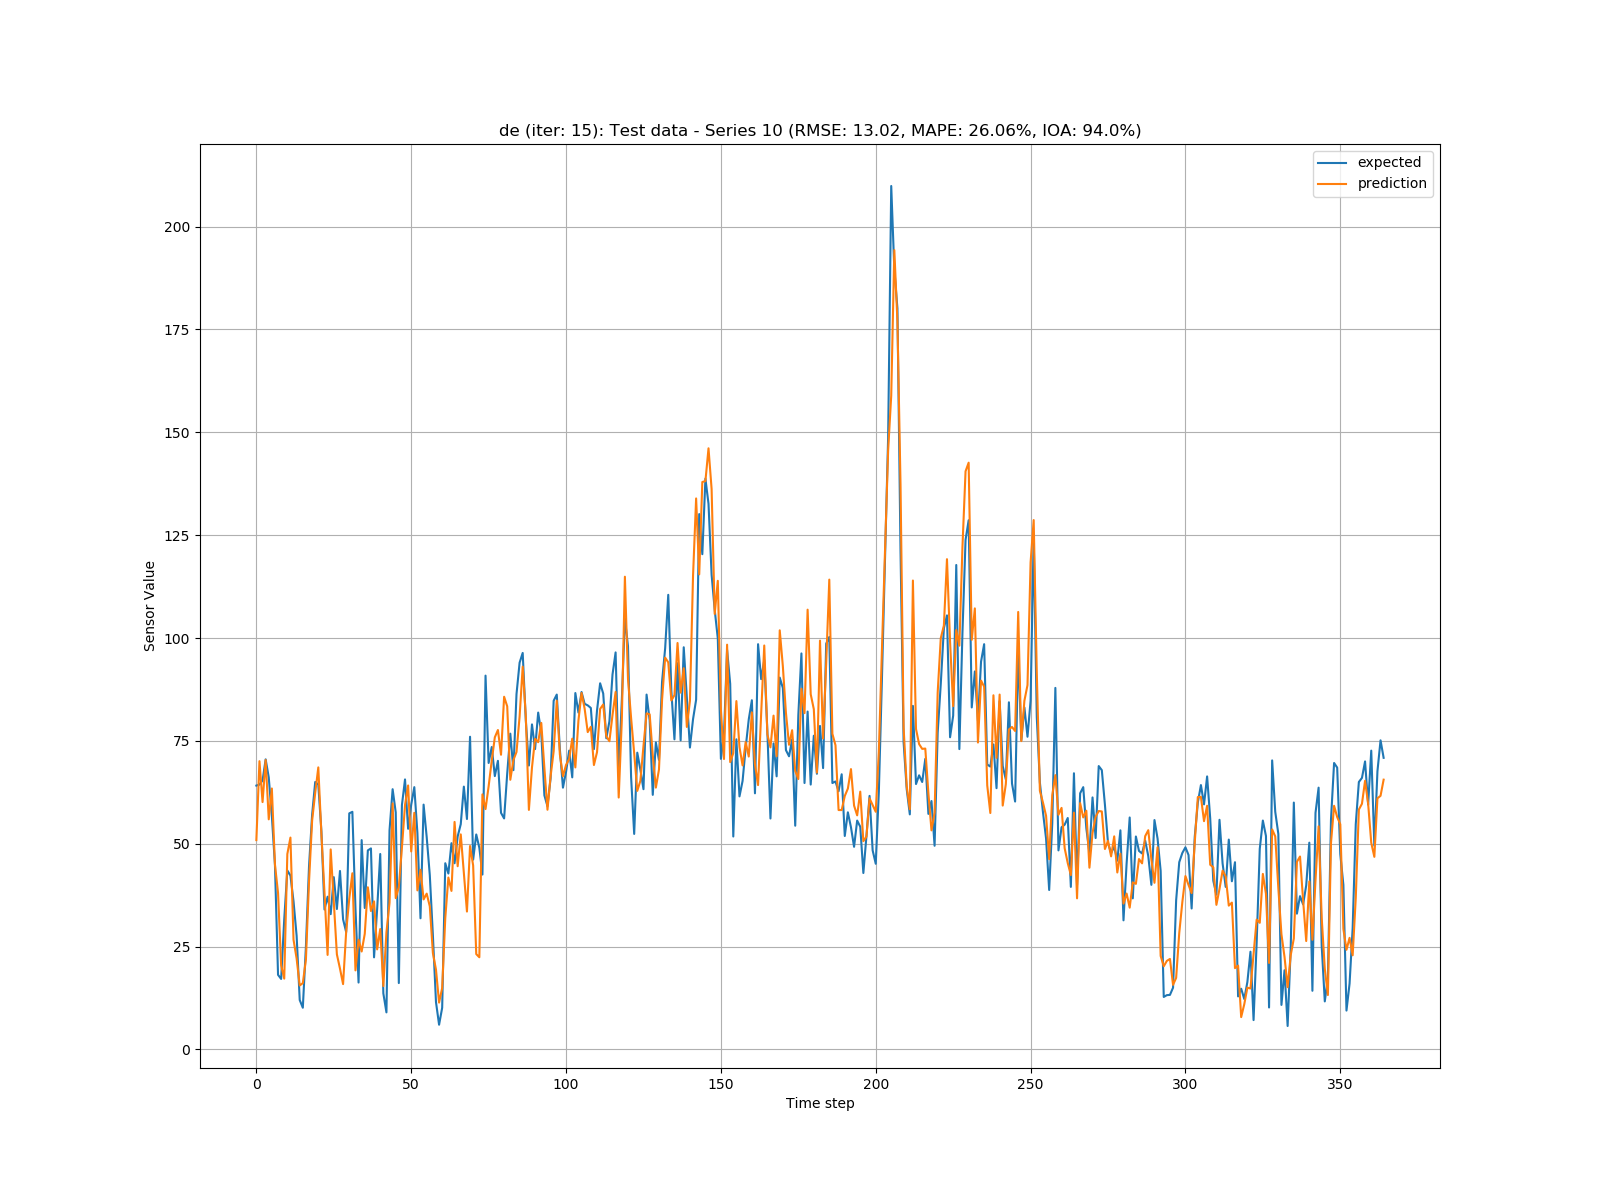 de (iter: 15): Test data - Series 10 (RMSE: 13.02, MAPE: 26.06%, IOA: 94.0%)
expected
prediction
200
175
150
125
100
75
50
25
0
Sensor Value
0 50 100 150 200 250 300 350
Time step